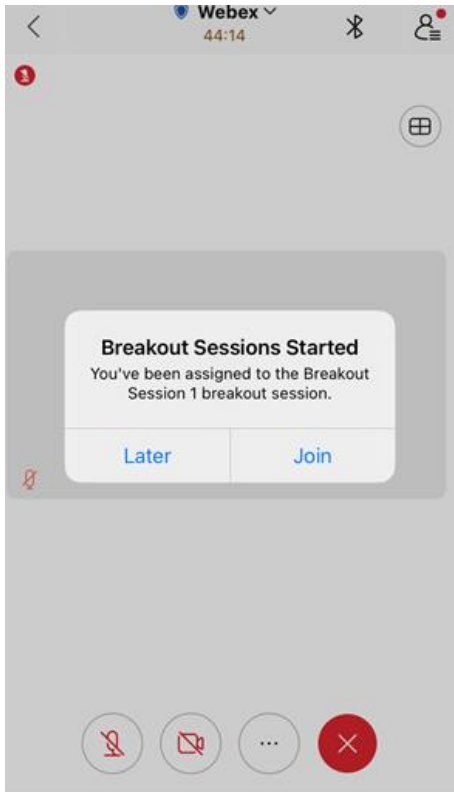 Webex
44:14
Breakout Sessions Started
You've been assigned to the Breakout
Session 1 breakout session.
Later Join